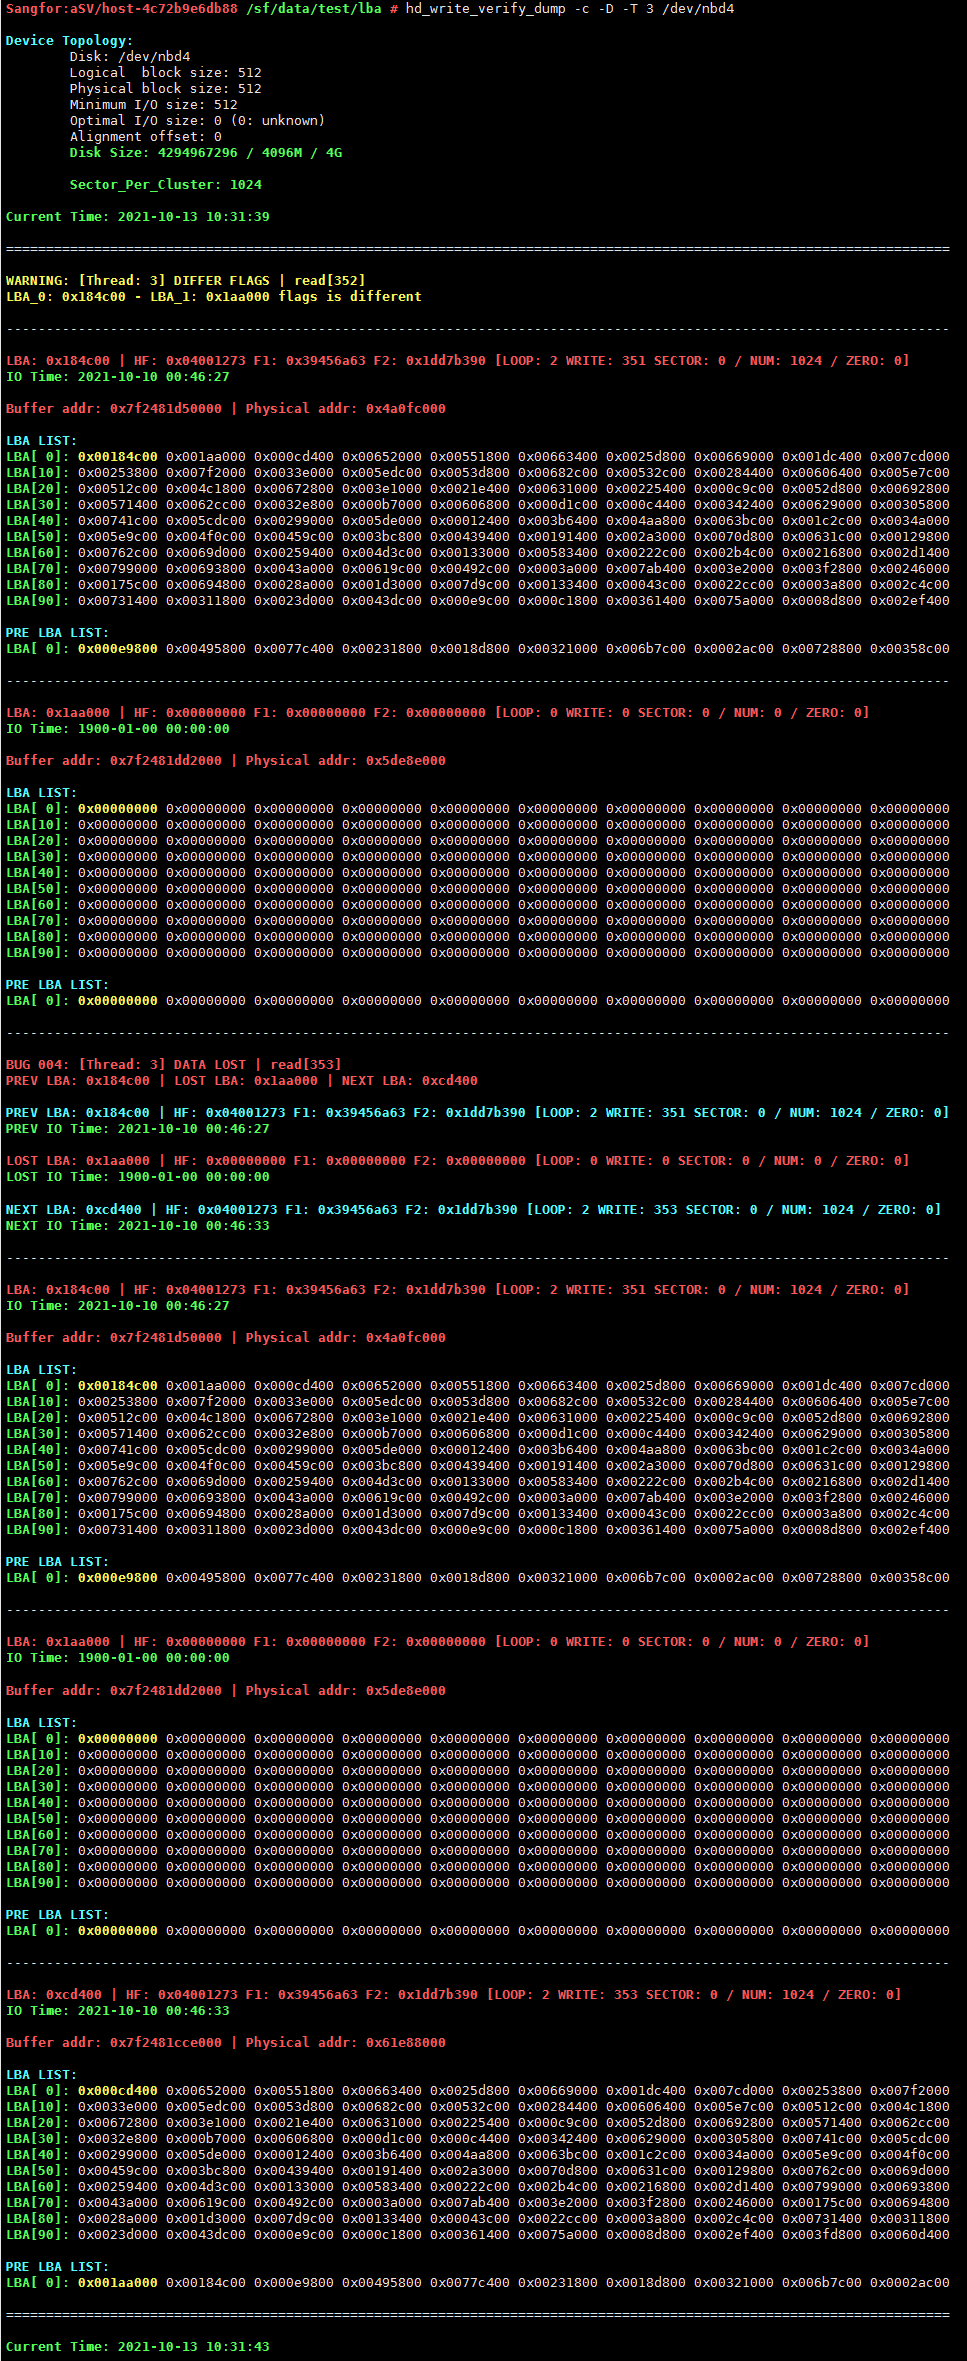 Sangfor:aSV/host-4c72b9e6db88 /sf/data/test/lba # hd_write_verify_dump -c -D -T 3 /dev/nbd4
Device Topology:
Disk: /dev/nbd4
Logical  block size: 512
Physical block size: 512
Minimum I/O size: 512
Optimal I/O size: 0 (0: unknown)
Alignment offset: 0
Disk Size: 4294967296 / 4096M / 4G
Sector_Per_Cluster: 1024
Current Time: 2021-10-13 10:31:39
======================================================================================================================
WARNING: [Thread: 3] DIFFER FLAGS | read[352]
LBA_0: 0x184c00 - LBA_1: 0x1aa000 flags is different
----------------------------------------------------------------------------------------------------------------------
LBA: 0x184c00 | HF: 0x04001273 F1: 0x39456a63 F2: 0x1dd7b390 [LOOP: 2 WRITE: 351 SECTOR: 0 / NUM: 1024 / ZERO: 0]
IO Time: 2021-10-10 00:46:27
Buffer addr: 0x7f2481d50000 | Physical addr: 0x4a0fc000
LBA LIST:
LBA[ 0]: 0x00184c00 0x001aa000 0x000cd400 0x00652000 0x00551800 0x00663400 0x0025d800 0x00669000 0x001dc400 0x007cd000
LBA[10]: 0x00253800 0x007f2000 0x0033e000 0x005edc00 0x0053d800 0x00682c00 0x00532c00 0x00284400 0x00606400 0x005e7c00
LBA[20]: 0x00512c00 0x004c1800 0x00672800 0x003e1000 0x0021e400 0x00631000 0x00225400 0x000c9c00 0x0052d800 0x00692800
LBA[30]: 0x00571400 0x0062cc00 0x0032e800 0x000b7000 0x00606800 0x000d1c00 0x000c4400 0x00342400 0x00629000 0x00305800
LBA[40]: 0x00741c00 0x005cdc00 0x00299000 0x005de000 0x00012400 0x003b6400 0x004aa800 0x0063bc00 0x001c2c00 0x0034a000
LBA[50]: 0x005e9c00 0x004f0c00 0x00459c00 0x003bc800 0x00439400 0x00191400 0x002a3000 0x0070d800 0x00631c00 0x00129800
LBA[60]: 0x00762c00 0x0069d000 0x00259400 0x004d3c00 0x00133000 0x00583400 0x00222c00 0x002b4c00 0x00216800 0x002d1400
LBA[70]: 0x00799000 0x00693800 0x0043a000 0x00619c00 0x00492c00 0x0003a000 0x007ab400 0x003e2000 0x003f2800 0x00246000
LBA[80]: 0x00175c00 0x00694800 0x0028a000 0x001d3000 0x007d9c00 0x00133400 0x00043c00 0x0022cc00 0x0003a800 0x002c4c00
LBA[90]: 0x00731400 0x00311800 0x0023d000 0x0043dc00 0x000e9c00 0x000c1800 0x00361400 0x0075a000 0x0008d800 0x002ef400
PRE LBA LIST:
LBA[ 0]: 0x000e9800 0x00495800 0x0077c400 0x00231800 0x0018d800 0x00321000 0x006b7c00 0x0002ac00 0x00728800 0x00358c00
----------------------------------------------------------------------------------------------------------------------
LBA: 0x1aa000 | HF: 0x00000000 F1: 0x00000000 F2: 0x00000000 [LOOP: 0 WRITE: 0 SECTOR: 0 / NUM: 0 / ZERO: 0]
IO Time: 1900-01-00 00:00:00
Buffer addr: 0x7f2481dd2000 | Physical addr: 0x5de8e000
LBA LIST:
LBA[ 0]: 0x00000000 0x00000000 0x00000000 0x00000000 0x00000000 0x00000000 0x00000000 0x00000000 0x00000000 0x00000000
LBA[10]: 0x00000000 0x00000000 0x00000000 0x00000000 0x00000000 0x00000000 0x00000000 0x00000000 0x00000000 0x00000000
LBA[20]: 0x00000000 0x00000000 0x00000000 0x00000000 0x00000000 0x00000000 0x00000000 0x00000000 0x00000000 0x00000000
LBA[30]: 0x00000000 0x00000000 0x00000000 0x00000000 0x00000000 0x00000000 0x00000000 0x00000000 0x00000000 0x00000000
LBA[40]: 0x00000000 0x00000000 0x00000000 0x00000000 0x00000000 0x00000000 0x00000000 0x00000000 0x00000000 0x00000000
LBA[50]: 0x00000000 0x00000000 0x00000000 0x00000000 0x00000000 0x00000000 0x00000000 0x00000000 0x00000000 0x00000000
LBA[60]: 0x00000000 0x00000000 0x00000000 0x00000000 0x00000000 0x00000000 0x00000000 0x00000000 0x00000000 0x00000000
LBA[70]: 0x00000000 0x00000000 0x00000000 0x00000000 0x00000000 0x00000000 0x00000000 0x00000000 0x00000000 0x00000000
LBA[80]: 0x00000000 0x00000000 0x00000000 0x00000000 0x00000000 0x00000000 0x00000000 0x00000000 0x00000000 0x00000000
LBA[90]: 0x00000000 0x00000000 0x00000000 0x00000000 0x00000000 0x00000000 0x00000000 0x00000000 0x00000000 0x00000000
PRE LBA LIST:
LBA[ 0]: 0x00000000 0x00000000 0x00000000 0x00000000 0x00000000 0x00000000 0x00000000 0x00000000 0x00000000 0x00000000
----------------------------------------------------------------------------------------------------------------------
BUG 004: [Thread: 3] DATA LOST | read[353]
PREV LBA: 0x184c00 | LOST LBA: 0x1aa000 | NEXT LBA: 0xcd400
PREV LBA: 0x184c00 | HF: 0x04001273 F1: 0x39456a63 F2: 0x1dd7b390 [LOOP: 2 WRITE: 351 SECTOR: 0 / NUM: 1024 / ZERO: 0]
PREV IO Time: 2021-10-10 00:46:27
LOST LBA: 0x1aa000 | HF: 0x00000000 F1: 0x00000000 F2: 0x00000000 [LOOP: 0 WRITE: 0 SECTOR: 0 / NUM: 0 / ZERO: 0]
LOST IO Time: 1900-01-00 00:00:00
NEXT LBA: 0xcd400 | HF: 0x04001273 F1: 0x39456a63 F2: 0x1dd7b390 [LOOP: 2 WRITE: 353 SECTOR: 0 / NUM: 1024 / ZERO: 0]
NEXT IO Time: 2021-10-10 00:46:33
----------------------------------------------------------------------------------------------------------------------
LBA: 0x184c00 | HF: 0x04001273 F1: 0x39456a63 F2: 0x1dd7b390 [LOOP: 2 WRITE: 351 SECTOR: 0 / NUM: 1024 / ZERO: 0]
IO Time: 2021-10-10 00:46:27
Buffer addr: 0x7f2481d50000 | Physical addr: 0x4a0fc000
LBA LIST:
LBA[ 0]: 0x00184c00 0x001aa000 0x000cd400 0x00652000 0x00551800 0x00663400 0x0025d800 0x00669000 0x001dc400 0x007cd000
LBA[10]: 0x00253800 0x007f2000 0x0033e000 0x005edc00 0x0053d800 0x00682c00 0x00532c00 0x00284400 0x00606400 0x005e7c00
LBA[20]: 0x00512c00 0x004c1800 0x00672800 0x003e1000 0x0021e400 0x00631000 0x00225400 0x000c9c00 0x0052d800 0x00692800
LBA[30]: 0x00571400 0x0062cc00 0x0032e800 0x000b7000 0x00606800 0x000d1c00 0x000c4400 0x00342400 0x00629000 0x00305800
LBA[40]: 0x00741c00 0x005cdc00 0x00299000 0x005de000 0x00012400 0x003b6400 0x004aa800 0x0063bc00 0x001c2c00 0x0034a000
LBA[50]: 0x005e9c00 0x004f0c00 0x00459c00 0x003bc800 0x00439400 0x00191400 0x002a3000 0x0070d800 0x00631c00 0x00129800
LBA[60]: 0x00762c00 0x0069d000 0x00259400 0x004d3c00 0x00133000 0x00583400 0x00222c00 0x002b4c00 0x00216800 0x002d1400
LBA[70]: 0x00799000 0x00693800 0x0043a000 0x00619c00 0x00492c00 0x0003a000 0x007ab400 0x003e2000 0x003f2800 0x00246000
LBA[80]: 0x00175c00 0x00694800 0x0028a000 0x001d3000 0x007d9c00 0x00133400 0x00043c00 0x0022cc00 0x0003a800 0x002c4c00
LBA[90]: 0x00731400 0x00311800 0x0023d000 0x0043dc00 0x000e9c00 0x000c1800 0x00361400 0x0075a000 0x0008d800 0x002ef400
PRE LBA LIST:
LBA[ 0]: 0x000e9800 0x00495800 0x0077c400 0x00231800 0x0018d800 0x00321000 0x006b7c00 0x0002ac00 0x00728800 0x00358c00
----------------------------------------------------------------------------------------------------------------------
LBA: 0x1aa000 | HF: 0x00000000 F1: 0x00000000 F2: 0x00000000 [LOOP: 0 WRITE: 0 SECTOR: 0 / NUM: 0 / ZERO: 0]
IO Time: 1900-01-00 00:00:00
Buffer addr: 0x7f2481dd2000 | Physical addr: 0x5de8e000
LBA LIST:
LBA[ 0]: 0x00000000 0x00000000 0x00000000 0x00000000 0x00000000 0x00000000 0x00000000 0x00000000 0x00000000 0x00000000
LBA[10]: 0x00000000 0x00000000 0x00000000 0x00000000 0x00000000 0x00000000 0x00000000 0x00000000 0x00000000 0x00000000
LBA[20]: 0x00000000 0x00000000 0x00000000 0x00000000 0x00000000 0x00000000 0x00000000 0x00000000 0x00000000 0x00000000
LBA[30]: 0x00000000 0x00000000 0x00000000 0x00000000 0x00000000 0x00000000 0x00000000 0x00000000 0x00000000 0x00000000
LBA[40]: 0x00000000 0x00000000 0x00000000 0x00000000 0x00000000 0x00000000 0x00000000 0x00000000 0x00000000 0x00000000
LBA[50]: 0x00000000 0x00000000 0x00000000 0x00000000 0x00000000 0x00000000 0x00000000 0x00000000 0x00000000 0x00000000
LBA[60]: 0x00000000 0x00000000 0x00000000 0x00000000 0x00000000 0x00000000 0x00000000 0x00000000 0x00000000 0x00000000
LBA[70]: 0x00000000 0x00000000 0x00000000 0x00000000 0x00000000 0x00000000 0x00000000 0x00000000 0x00000000 0x00000000
LBA[80]: 0x00000000 0x00000000 0x00000000 0x00000000 0x00000000 0x00000000 0x00000000 0x00000000 0x00000000 0x00000000
LBA[90]: 0x00000000 0x00000000 0x00000000 0x00000000 0x00000000 0x00000000 0x00000000 0x00000000 0x00000000 0x00000000
PRE LBA LIST:
LBA[ 0]: 0x00000000 0x00000000 0x00000000 0x00000000 0x00000000 0x00000000 0x00000000 0x00000000 0x00000000 0x00000000
----------------------------------------------------------------------------------------------------------------------
LBA: 0xcd400 | HF: 0x04001273 F1: 0x39456a63 F2: 0x1dd7b390 [LOOP: 2 WRITE: 353 SECTOR: 0 / NUM: 1024 / ZERO: 0]
IO Time: 2021-10-10 00:46:33
Buffer addr: 0x7f2481cce000 | Physical addr: 0x61e88000
LBA LIST:
LBA[ 0]: 0x000cd400 0x00652000 0x00551800 0x00663400 0x0025d800 0x00669000 0x001dc400 0x007cd000 0x00253800 0x007f2000
LBA[10]: 0x0033e000 0x005edc00 0x0053d800 0x00682c00 0x00532c00 0x00284400 0x00606400 0x005e7c00 0x00512c00 0x004c1800
LBA[20]: 0x00672800 0x003e1000 0x0021e400 0x00631000 0x00225400 0x000c9c00 0x0052d800 0x00692800 0x00571400 0x0062cc00
LBA[30]: 0x0032e800 0x000b7000 0x00606800 0x000d1c00 0x000c4400 0x00342400 0x00629000 0x00305800 0x00741c00 0x005cdc00
LBA[40]: 0x00299000 0x005de000 0x00012400 0x003b6400 0x004aa800 0x0063bc00 0x001c2c00 0x0034a000 0x005e9c00 0x004f0c00
LBA[50]: 0x00459c00 0x003bc800 0x00439400 0x00191400 0x002a3000 0x0070d800 0x00631c00 0x00129800 0x00762c00 0x0069d000
LBA[60]: 0x00259400 0x004d3c00 0x00133000 0x00583400 0x00222c00 0x002b4c00 0x00216800 0x002d1400 0x00799000 0x00693800
LBA[70]: 0x0043a000 0x00619c00 0x00492c00 0x0003a000 0x007ab400 0x003e2000 0x003f2800 0x00246000 0x00175c00 0x00694800
LBA[80]: 0x0028a000 0x001d3000 0x007d9c00 0x00133400 0x00043c00 0x0022cc00 0x0003a800 0x002c4c00 0x00731400 0x00311800
LBA[90]: 0x0023d000 0x0043dc00 0x000e9c00 0x000c1800 0x00361400 0x0075a000 0x0008d800 0x002ef400 0x003fd800 0x0060d400
PRE LBA LIST:
LBA[ 0]: 0x001aa000 0x00184c00 0x000e9800 0x00495800 0x0077c400 0x00231800 0x0018d800 0x00321000 0x006b7c00 0x0002ac00
======================================================================================================================
Current Time: 2021-10-13 10:31:43